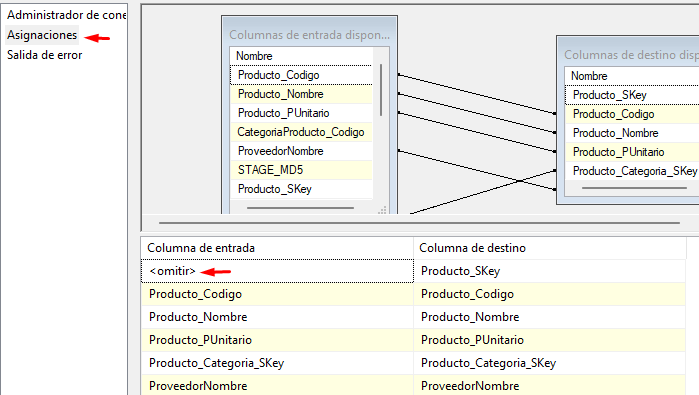 Administrador de cone
Asignaciones
Salida de error
Columnas de entrada dispon...
Nombre
Producto_Codigo
Producto_Nombre
Producto_PUnitario
CategoriaProducto_Codigo
ProveedorNombre
STAGE_MD5
Producto_SKey
Columnas de destino disp
Nombre
Producto_SKey
Producto_Codigo
Producto_Nombre
Producto_PUnitario
Producto_Categoria_SKey
Columna de entrada Columna de destino
<omitir> Producto_SKey
Producto_Codigo Producto_Codigo
Producto_Nombre Producto_Nombre
Producto_PUnitario Producto_PUnitario
Producto_Categoria_SKey Producto_Categoria_SKey
ProveedorNombre ProveedorNombre